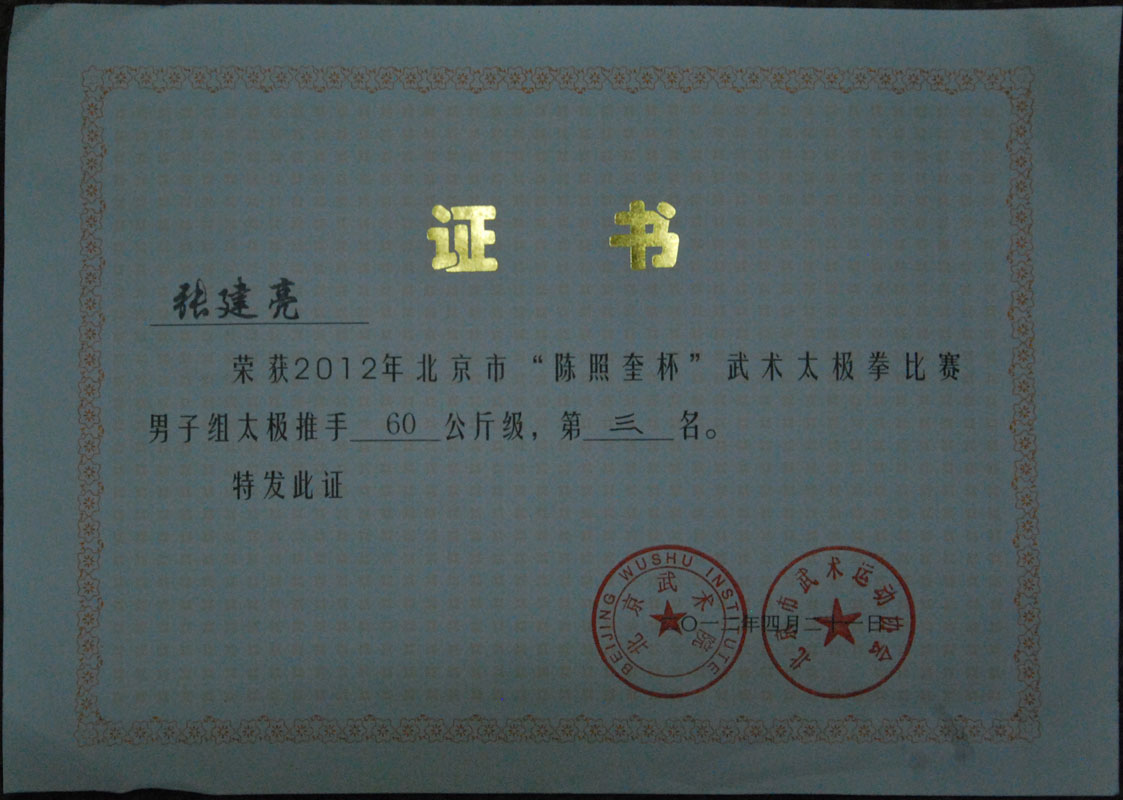 证 书
张建亮
荣获2012年北京市“陈照奎杯”武术太极拳比赛
男子组太极推手 60 公斤级，第 三 名。
特发此证
BEIJING WUSHU INSTITUTE
北京武术院
北京市武术运动协会
二〇一二年四月二十一日